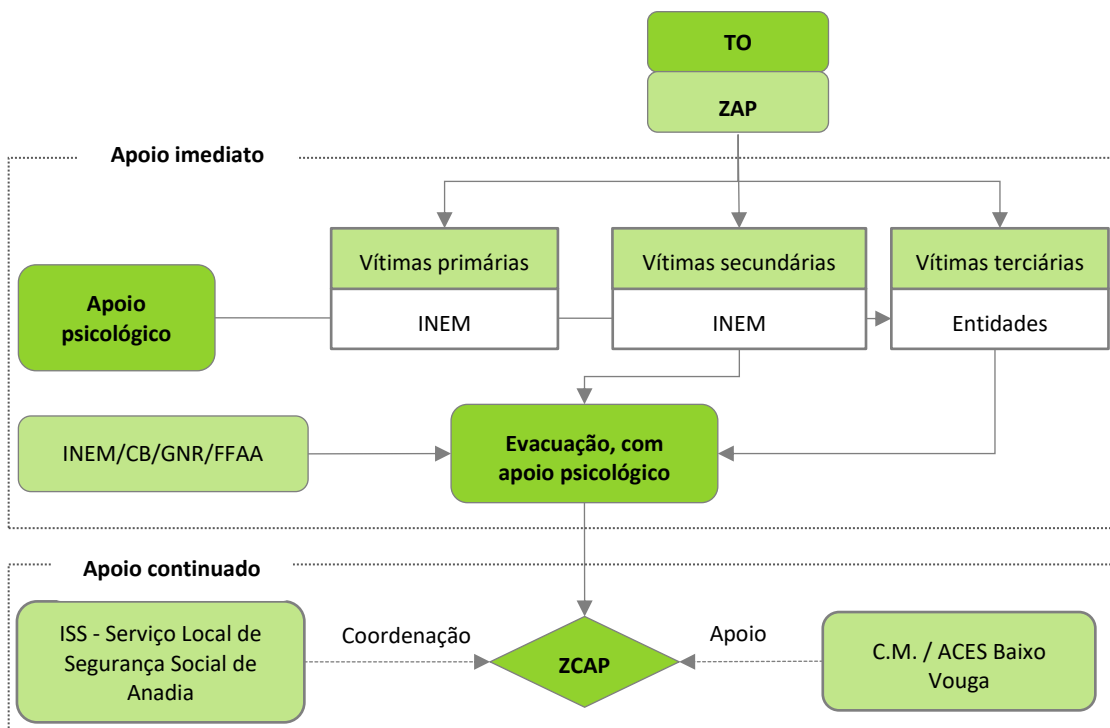 TO
ZAP
Apoio imediato
Vítimas primárias
Vítimas secundárias
Vítimas terciárias
Apoio
psicológico
INEM
INEM
Entidades
INEM/CB/GNR/FFAA
Evacuação, com
apoio psicológico
Apoio continuado
ISS - Serviço Local de
Segurança Social de
Anadia
Coordenação
ZCAP
Apoio
C.M. / ACES Baixo
Vouga